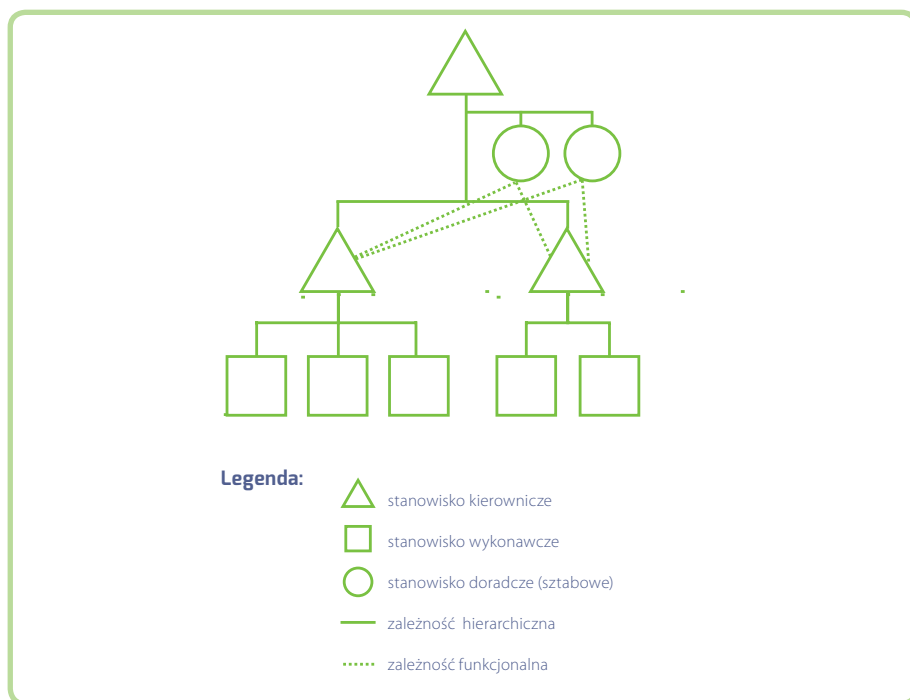 Legenda:
stanowisko kierownicze
stanowisko wykonawcze
stanowisko doradcze (sztabowe)
zależność hierarchiczna
zależność funkcjonalna